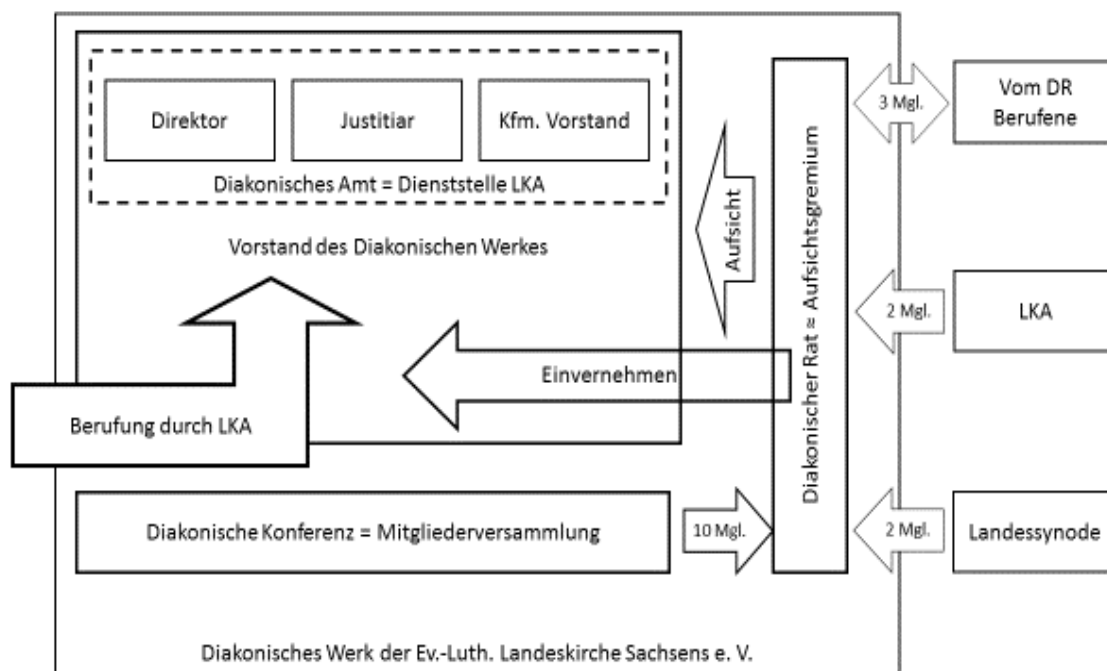 Direktor
Justitiar
Kfm. Vorstand
Diakonisches Amt = Dienststelle LKA
Vorstand des Diakonischen Werkes
Berufung durch LKA
Einvernehmen
Aufsicht
Diakonischer Rat ≈ Aufsichtsgremium
3 Mgl.
Vom DR
Berufene
2 Mgl.
LKA
Diakonische Konferenz = Mitgliederversammlung
10 Mgl.
2 Mgl.
Landessynode
Diakonisches Werk der Ev.-Luth. Landeskirche Sachsens e. V.